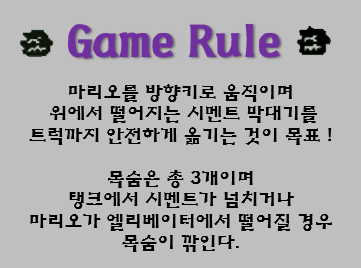 Game Rule
마리오를 방향키로 움직이며
위에서 떨어지는 시멘트 막대기를
트럭까지 안전하게 옮기는 것이 목표 !
목숨은 총 3개이며
탱크에서 시멘트가 넘치거나
마리오가 엘리베이터에서 떨어질 경우
목숨이 깎인다.